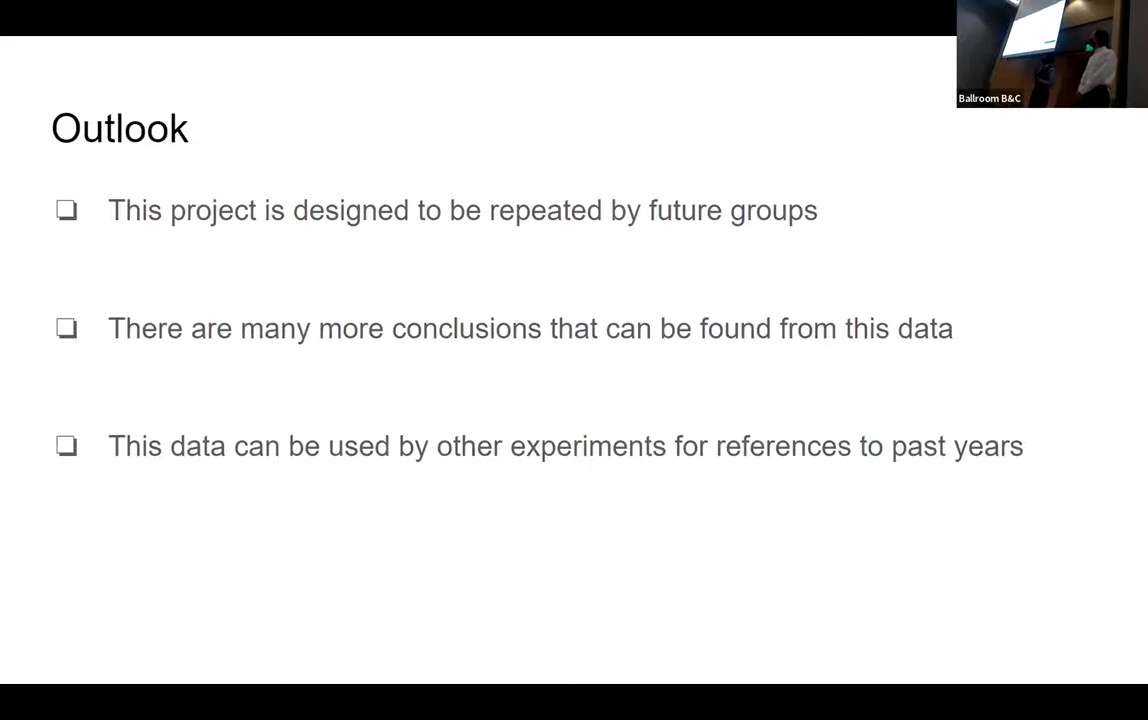 Ballroom B&C
Outlook
This project is designed to be repeated by future groups
There are many more conclusions that can be found from this data
This data can be used by other experiments for references to past years